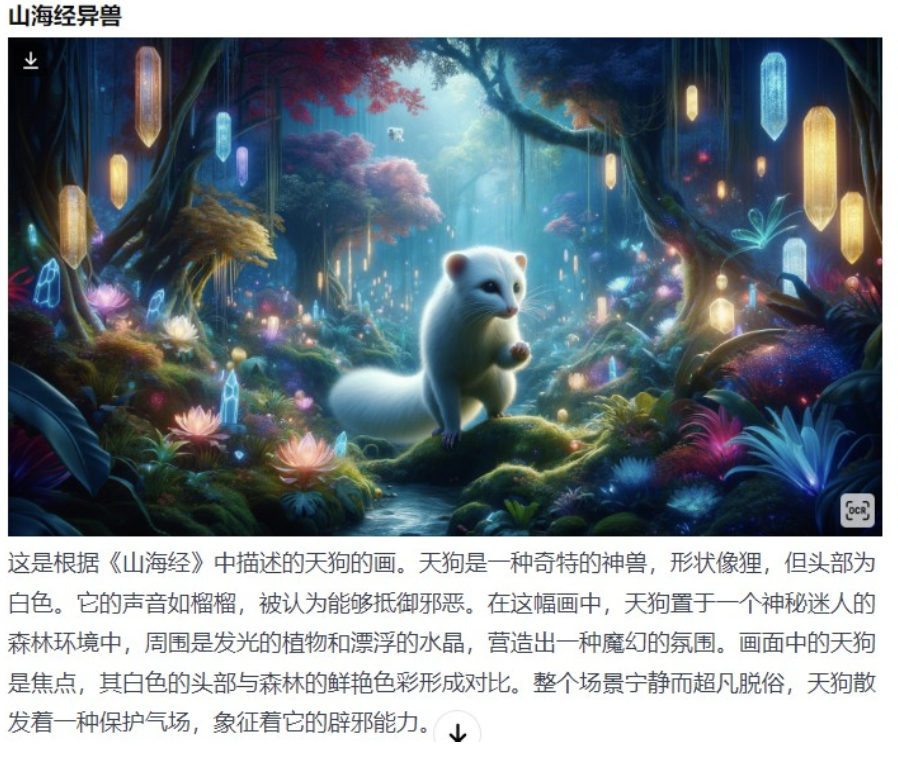 山海经异兽
OCR
这是根据《山海经》中描述的天狗的画。天狗是一种奇特的神兽，形状像狸，但头部为
白色。它的声音如榴榴，被认为能够抵御邪恶。在这幅画中，天狗置于一个神秘迷人的
森林环境中，周围是发光的植物和漂浮的水晶，营造出一种魔幻的氛围。画面中的天狗
是焦点，其白色的头部与森林的鲜艳色彩形成对比。整个场景宁静而超凡脱俗，天狗散
发着一种保护气场，象征着它的辟邪能力。